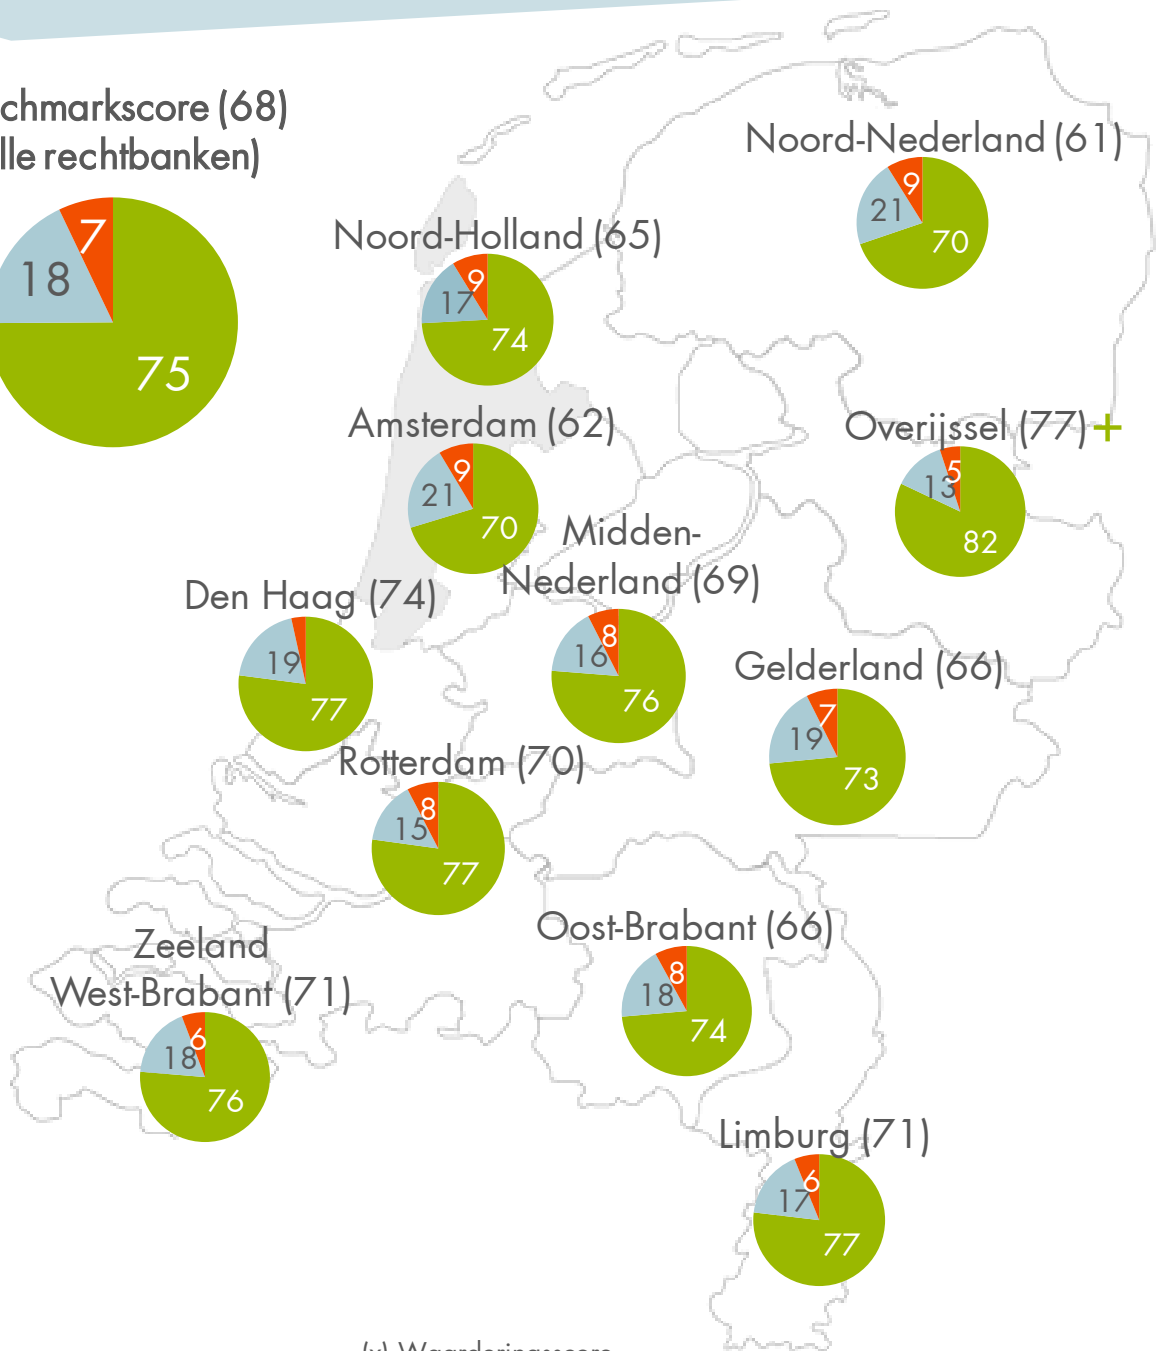 chmarkscore (68)
lle rechtbanken)
7
18
75
Noord-Nederland (61)
9
21
70
Noord-Holland (65)
9
17
74
Amsterdam (62)
9
21
70
Overijssel (77) +
5
13
82
Midden-
Nederland (69)
8
16
76
Den Haag (74)
19
77
Gelderland (66)
7
19
73
Rotterdam (70)
8
15
77
Oost-Brabant (66)
8
18
74
Zeeland
West-Brabant (71)
6
18
76
Limburg (71)
6
17
77
(x) Waarderingsscore